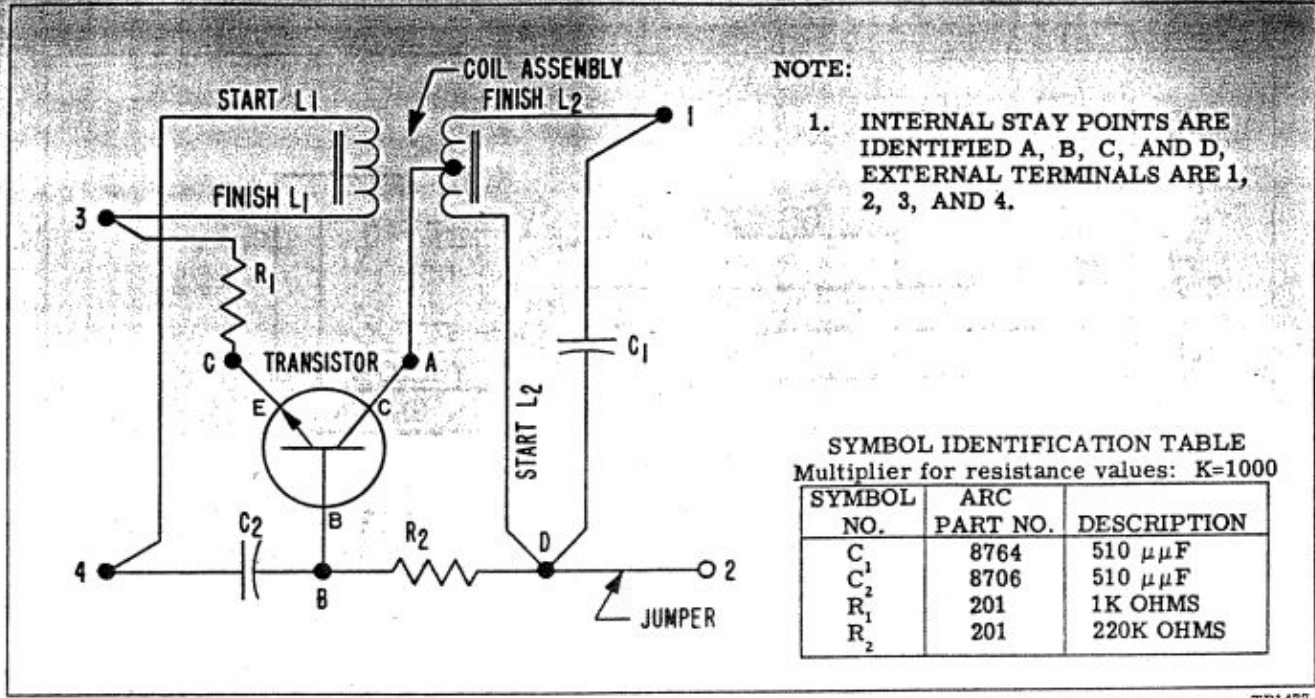 COIL ASSEMBLY
START L1
FINISH L2
1
FINISH L1
3
R1
C
TRANSISTOR
A
C1
E
C
START L2
B
C2
R2
D
4
B
2
JUMPER
NOTE:
1. INTERNAL STAY POINTS ARE
IDENTIFIED A, B, C, AND D,
EXTERNAL TERMINALS ARE 1,
2, 3, AND 4.
SYMBOL IDENTIFICATION TABLE
Multiplier for resistance values: K=1000
SYMBOL NO. ARC PART NO. DESCRIPTION
C1 8764 510 μμF
C2 8706 510 μμF
R1 201 1K OHMS
R2 201 220K OHMS